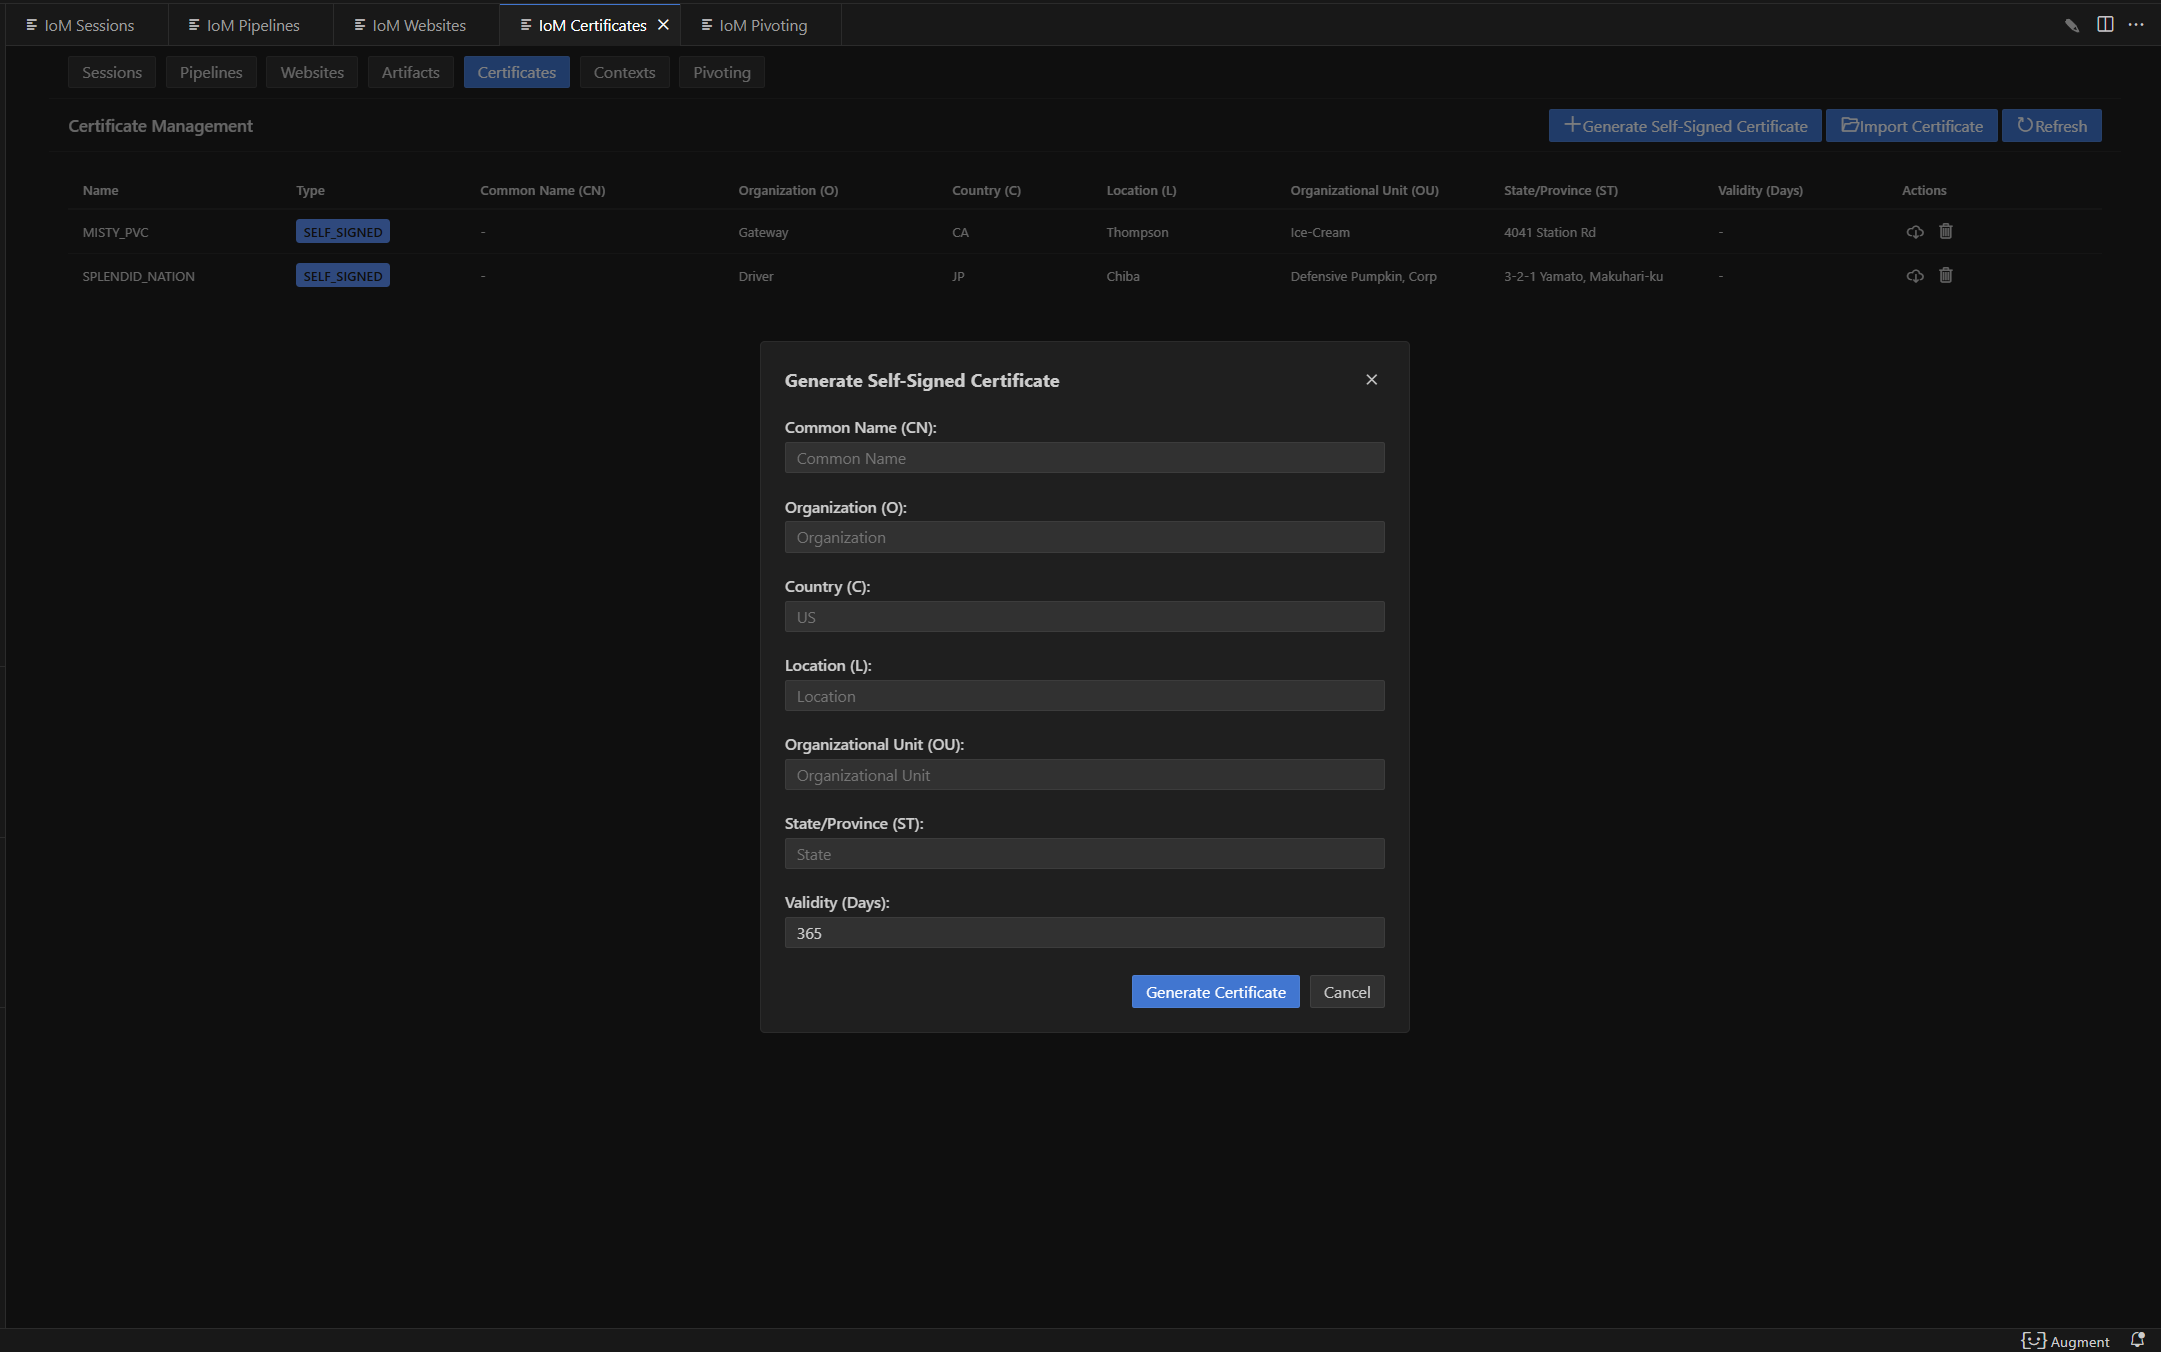 IoM Sessions IoM Pipelines IoM Websites IoM Certificates IoM Pivoting
Sessions Pipelines Websites Artifacts Certificates Contexts Pivoting
Certificate Management Generate Self-Signed Certificate Import Certificate Refresh
Name Type Common Name (CN) Organization (O) Country (C) Location (L) Organizational Unit (OU) State/Province (ST) Validity (Days) Actions
MISTY_PVC SELF_SIGNED - Gateway CA Thompson Ice-Cream 4041 Station Rd -
SPLENDID_NATION SELF_SIGNED - Driver JP Chiba Defensive Pumpkin, Corp 3-2-1 Yamato, Makuhari-ku -
Generate Self-Signed Certificate
Common Name (CN):
Common Name
Organization (O):
Organization
Country (C):
US
Location (L):
Location
Organizational Unit (OU):
Organizational Unit
State/Province (ST):
State
Validity (Days):
365
Generate Certificate Cancel
Augment